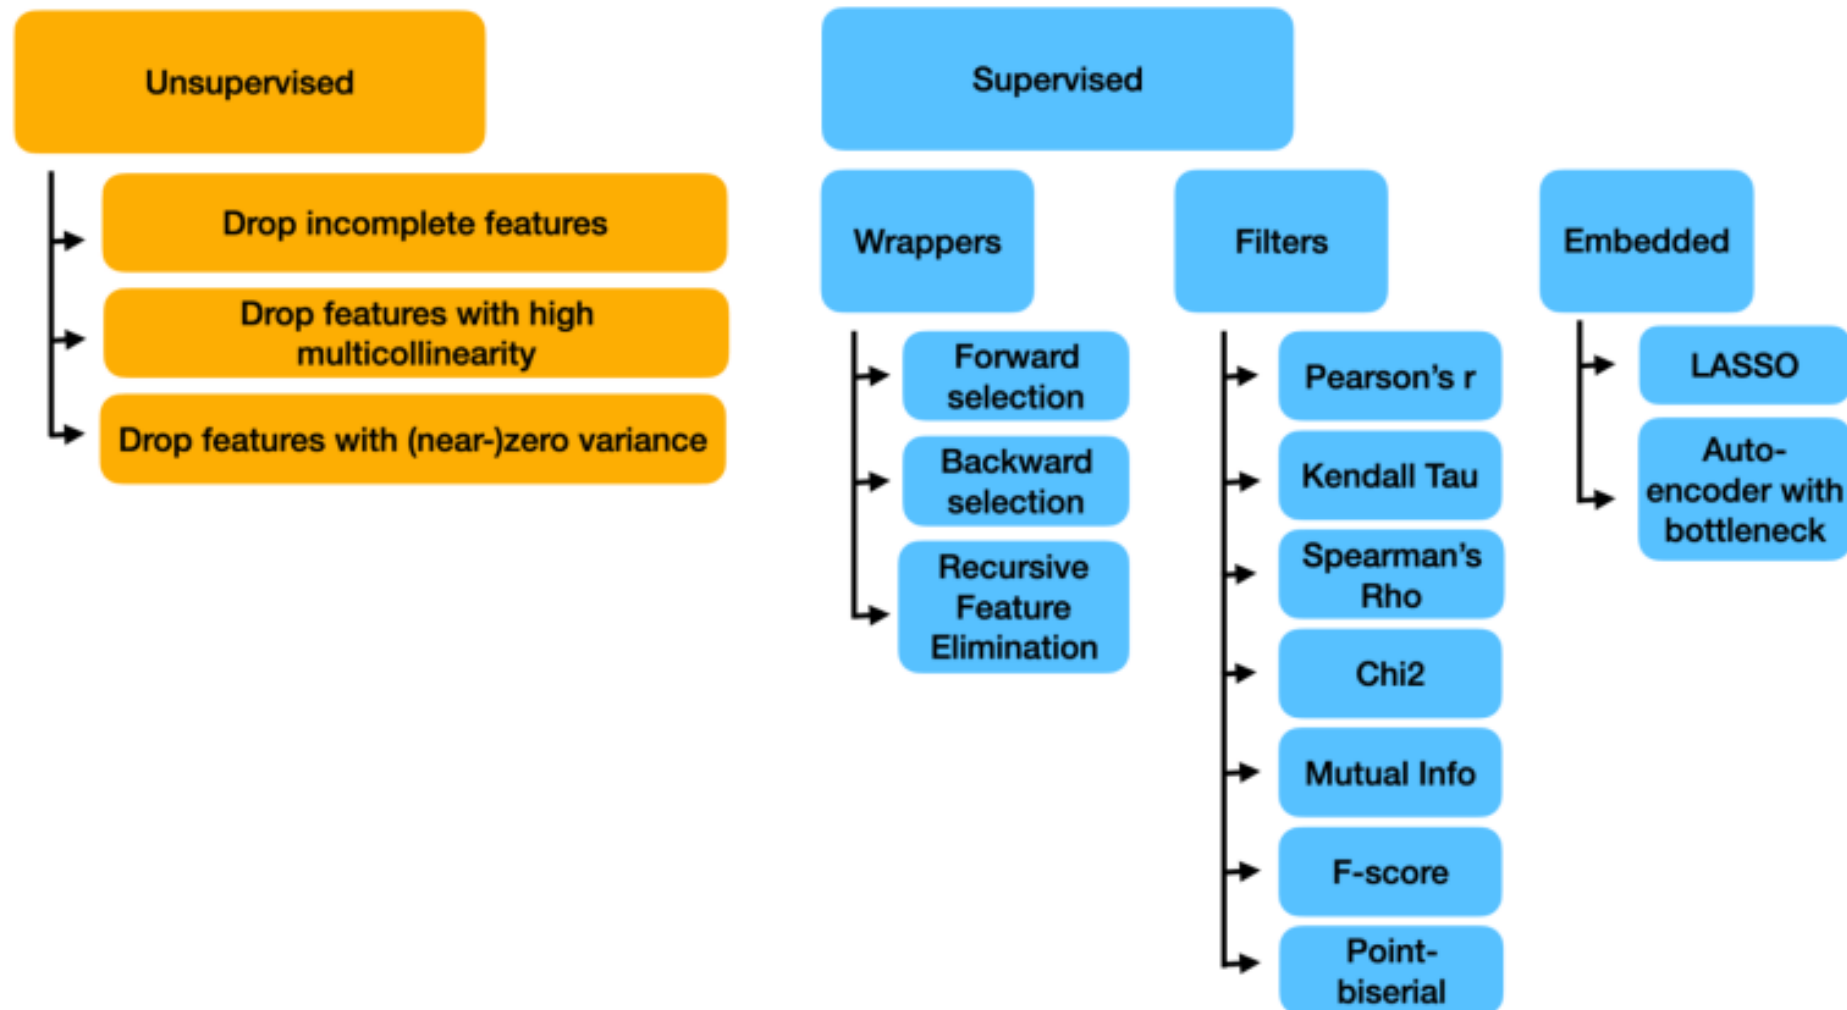 Unsupervised
Drop incomplete features
Drop features with high
multicollinearity
Drop features with (near-)zero variance
Supervised
Wrappers
Forward
selection
Backward
selection
Recursive
Feature
Elimination
Filters
Pearson’s r
Kendall Tau
Spearman’s
Rho
Chi2
Mutual Info
F-score
Point-
biserial
Embedded
LASSO
Auto-
encoder with
bottleneck